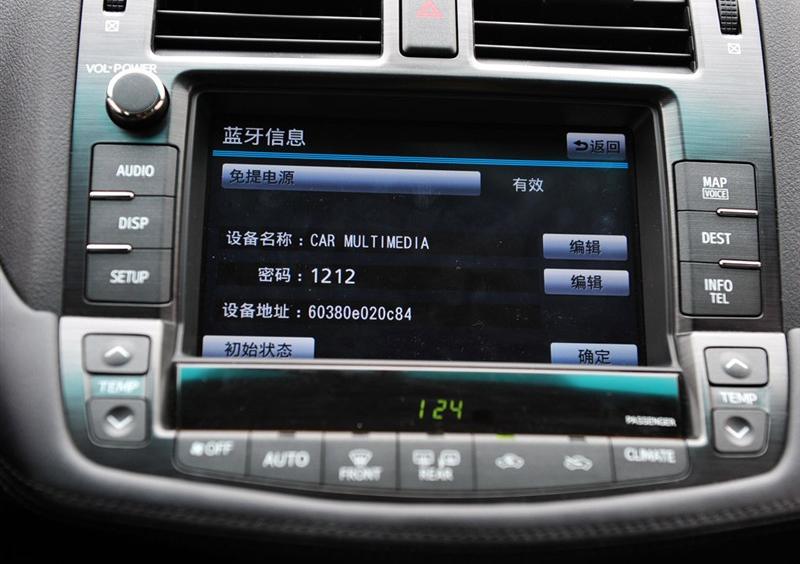 VOL·POWER
蓝牙信息
返回
免提电源 有效
AUDIO
MAP
VOICE
DISP
DEST
设备名称：CAR MULTIMEDIA 编辑
密码：1212 编辑
SETUP
INFO
TEL
设备地址：60380e020c84
初始状态 确定
TEMP
TEMP
124
PASSENGER
OFF
AUTO
FRONT
REAR
CLIMATE